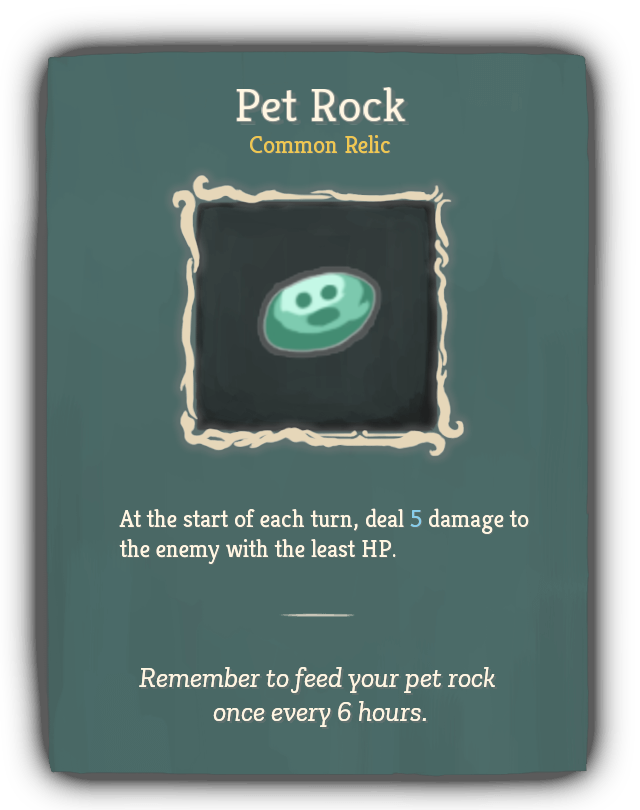 Pet Rock
Common Relic
At the start of each turn, deal 5 damage to
the enemy with the least HP.
Remember to feed your pet rock
once every 6 hours.